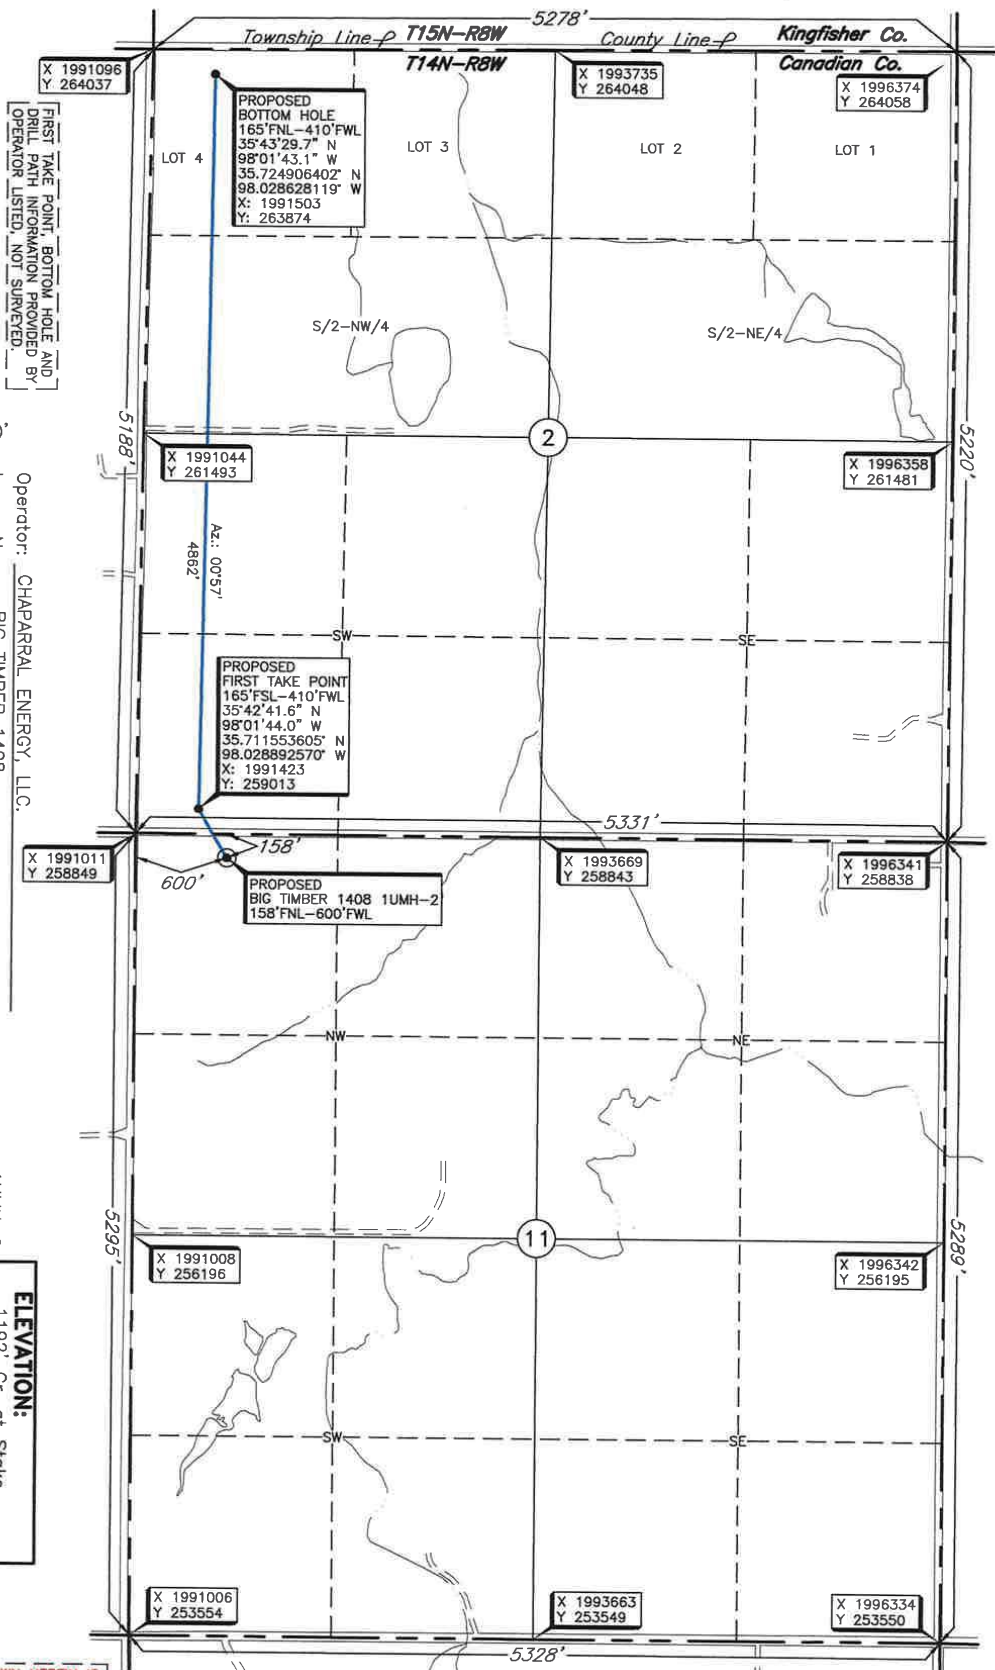 5278'
Township Line
T15N-R8W
County Line
Kingfisher Co.
T14N-R8W
Canadian Co.
X 1991096
Y 264037
X 1993735
Y 264048
X 1996374
Y 264058
PROPOSED
BOTTOM HOLE
165'FNL-410'FWL
35°43'29.7" N
98°01'43.1" W
35.724906402° N
98.028628119° W
X: 1991503
Y: 263874
LOT 4
LOT 3
LOT 2
LOT 1
FIRST TAKE POINT, BOTTOM HOLE AND
DRILL PATH INFORMATION PROVIDED BY
OPERATOR LISTED, NOT SURVEYED.
S/2-NW/4
S/2-NE/4
5188'
5220'
2
X 1991044
Y 261493
X 1996358
Y 261481
Operator: CHAPARRAL ENERGY, LLC.
BIG TIMBER 1408
Az.: 00°57'
4862'
SW
SE
PROPOSED
FIRST TAKE POINT
165'FSL-410'FWL
35°42'41.6" N
98°01'44.0" W
35.711553605° N
98.028892570° W
X: 1991423
Y: 259013
5331'
158'
600'
X 1991011
Y 258849
X 1993669
Y 258843
X 1996341
Y 258838
PROPOSED
BIG TIMBER 1408 1UMH-2
158'FNL-600'FWL
NW
NE
5295'
5289'
11
X 1991008
Y 256196
X 1996342
Y 256195
ELEVATION:
Gr. at Stake
SW
SE
X 1991006
Y 253554
X 1993663
Y 253549
X 1996334
Y 253550
5328'